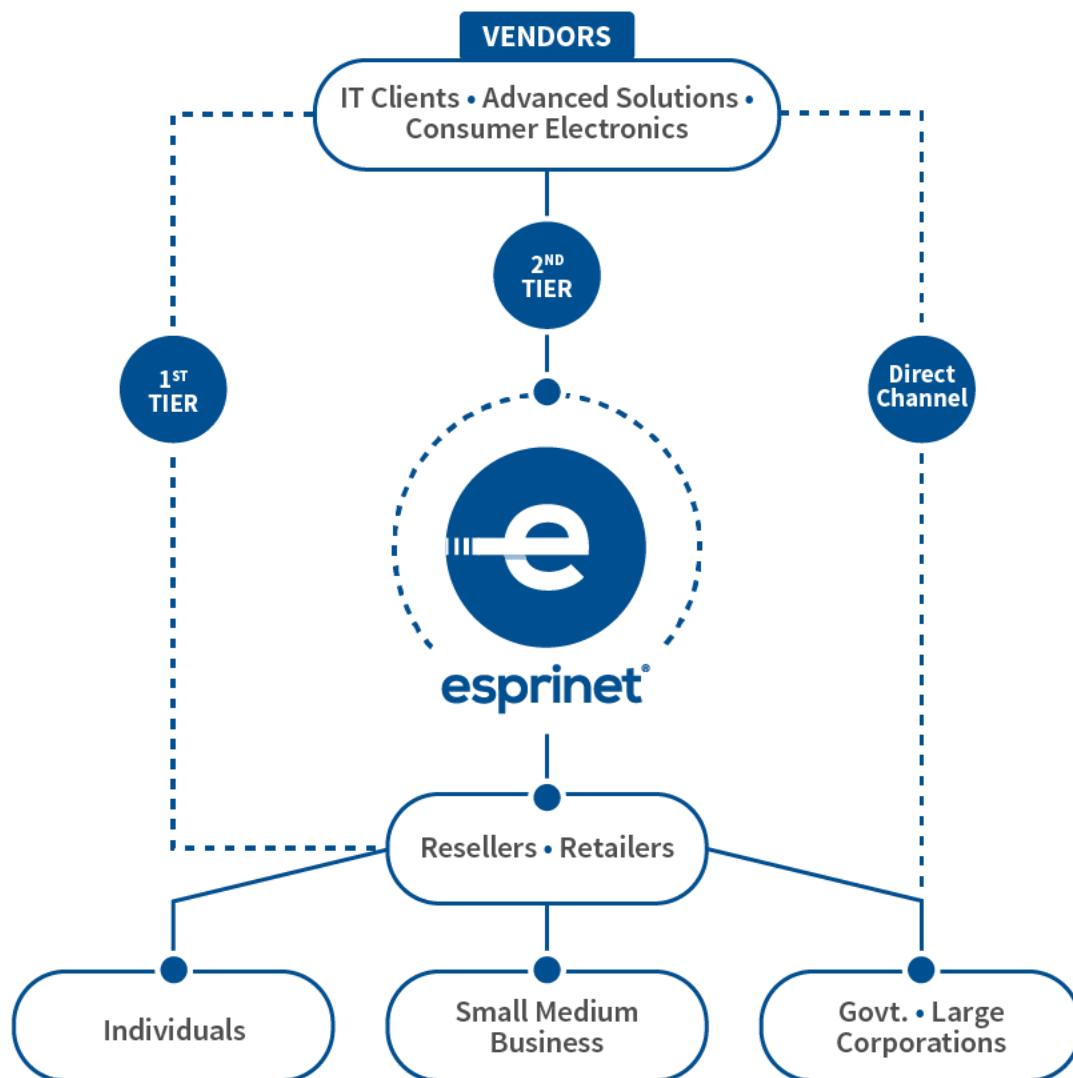 VENDORS
IT Clients • Advanced Solutions •
Consumer Electronics
2ND
TIER
1ST
TIER
Direct
Channel
e
esprinet®
Resellers • Retailers
Individuals
Small Medium
Business
Govt. • Large
Corporations